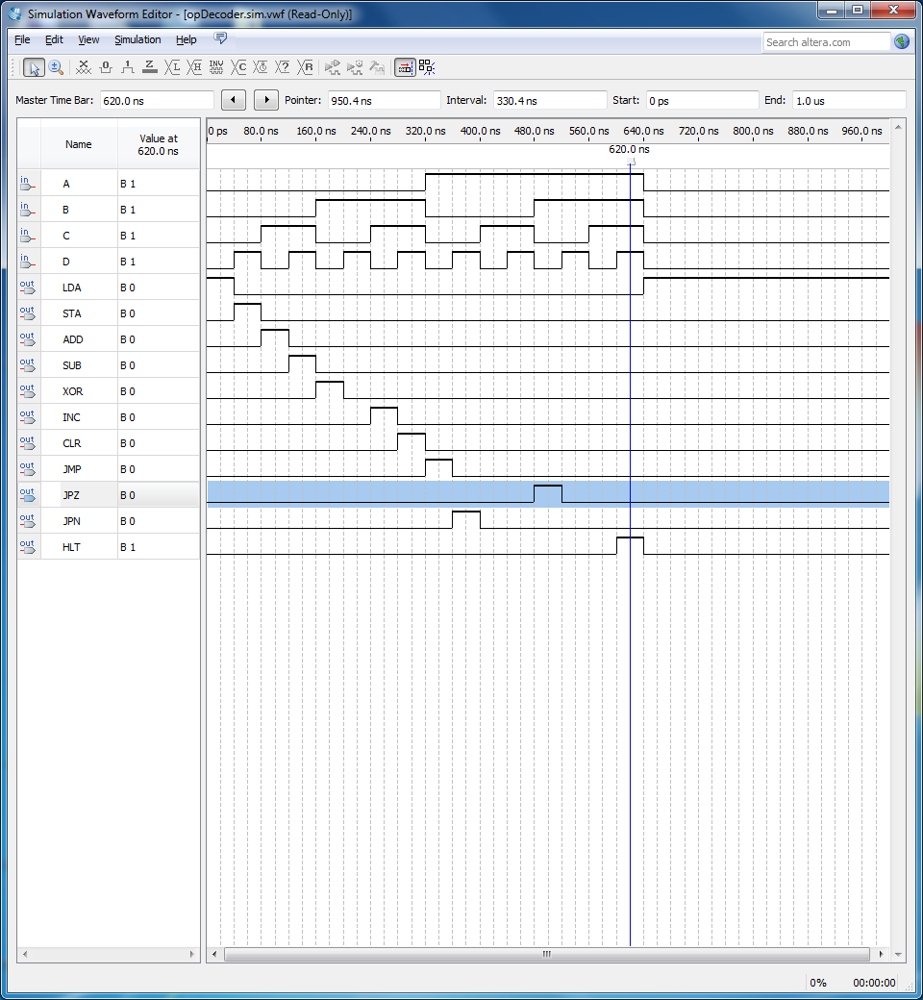 Simulation Waveform Editor - [opDecoder.sim.vwf (Read-Only)]
File Edit View Simulation Help
Search altera.com
Master Time Bar: 620.0 ns Pointer: 950.4 ns Interval: 330.4 ns Start: 0 ps End: 1.0 us
Name Value at 620.0 ns
0 ps 80.0 ns 160.0 ns 240.0 ns 320.0 ns 400.0 ns 480.0 ns 560.0 ns 640.0 ns 720.0 ns 800.0 ns 880.0 ns 960.0 ns
620.0 ns
in A B 1
in B B 1
in C B 1
in D B 1
out LDA B 0
out STA B 0
out ADD B 0
out SUB B 0
out XOR B 0
out INC B 0
out CLR B 0
out JMP B 0
out JPZ B 0
out JPN B 0
out HLT B 1
0% 00:00:00